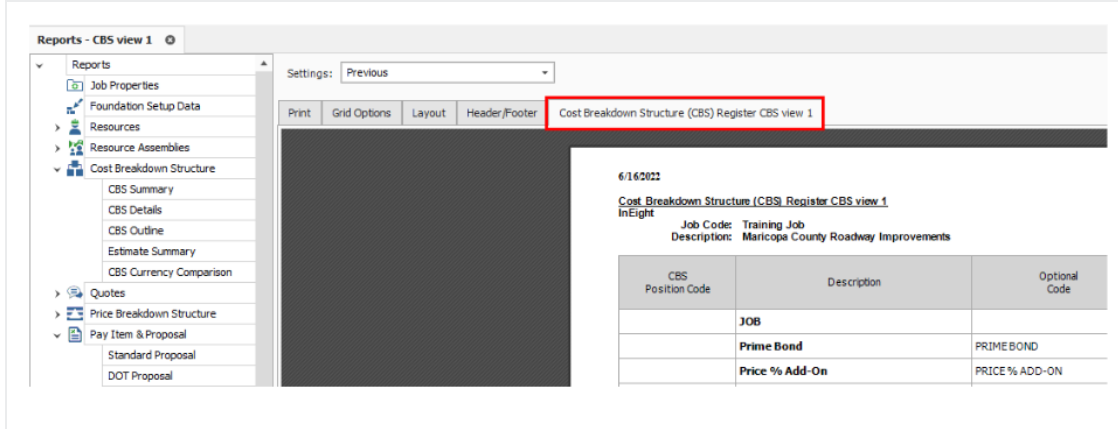 Reports - CBS view 1
Reports
Job Properties
Foundation Setup Data
Resources
Resource Assemblies
Cost Breakdown Structure
CBS Summary
CBS Details
CBS Outline
Estimate Summary
CBS Currency Comparison
Quotes
Price Breakdown Structure
Pay Item & Proposal
Standard Proposal
DOT Proposal
Settings: Previous
Print Grid Options Layout Header/Footer Cost Breakdown Structure (CBS) Register CBS view 1
6/16/2022
Cost Breakdown Structure (CBS) Register CBS view 1
InEight
Job Code: Training Job
Description: Maricopa County Roadway Improvements
CBS
Position Code
Description
Optional
Code
JOB
Prime Bond PRIME BOND
Price % Add-On PRICE % ADD-ON